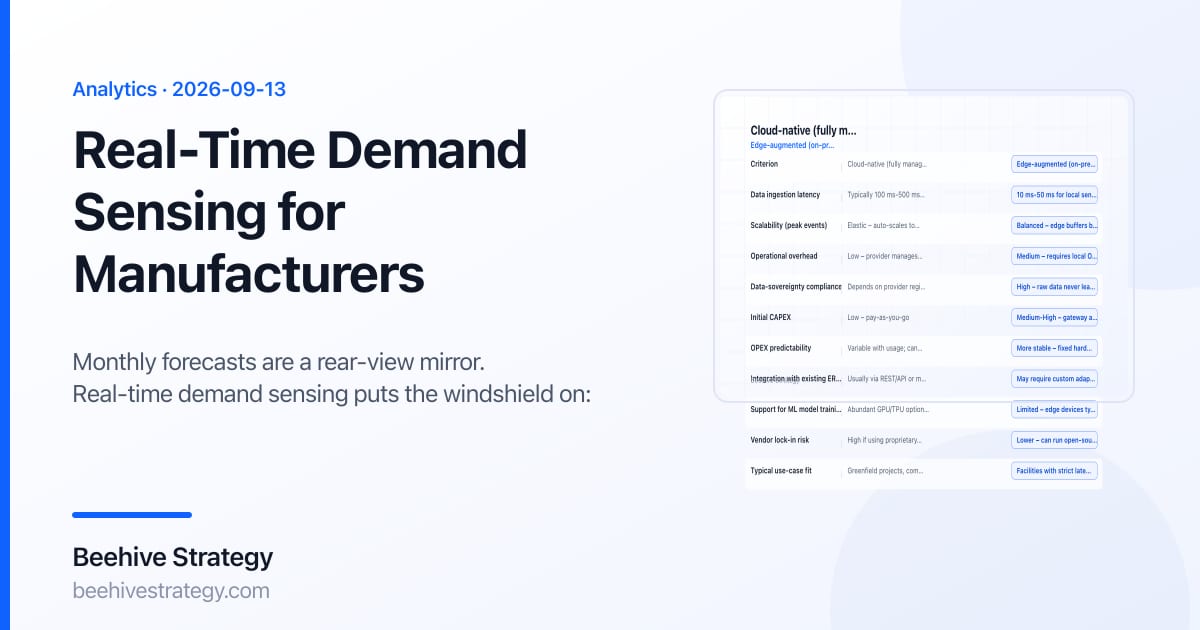 Analytics · 2026-09-13
Real-Time Demand
Sensing for
Manufacturers
Monthly forecasts are a rear-view mirror.
Real-time demand sensing puts the windshield on:
Beehive Strategy
beehivestrategy.com
Cloud-native (fully m...
Edge-augmented (on-pr...
Criterion Cloud-native (fully manag... Edge-augmented (on-pre...
Data ingestion latency Typically 100 ms-500 ms... 10 ms-50 ms for local sen...
Scalability (peak events) Elastic – auto-scales to... Balanced – edge buffers b...
Operational overhead Low – provider manages... Medium – requires local O...
Data-sovereignty compliance Depends on provider regi... High – raw data never lea...
Initial CAPEX Low – pay-as-you-go Medium-High – gateway a...
OPEX predictability Variable with usage; can... More stable – fixed hard...
Integration with existing ER... Usually via REST/API or m... May require custom adap...
Support for ML model traini... Abundant GPU/TPU option... Limited – edge devices ty...
Vendor lock-in risk High if using proprietary... Lower – can run open-sou...
Typical use-case fit Greenfield projects, com... Facilities with strict late...